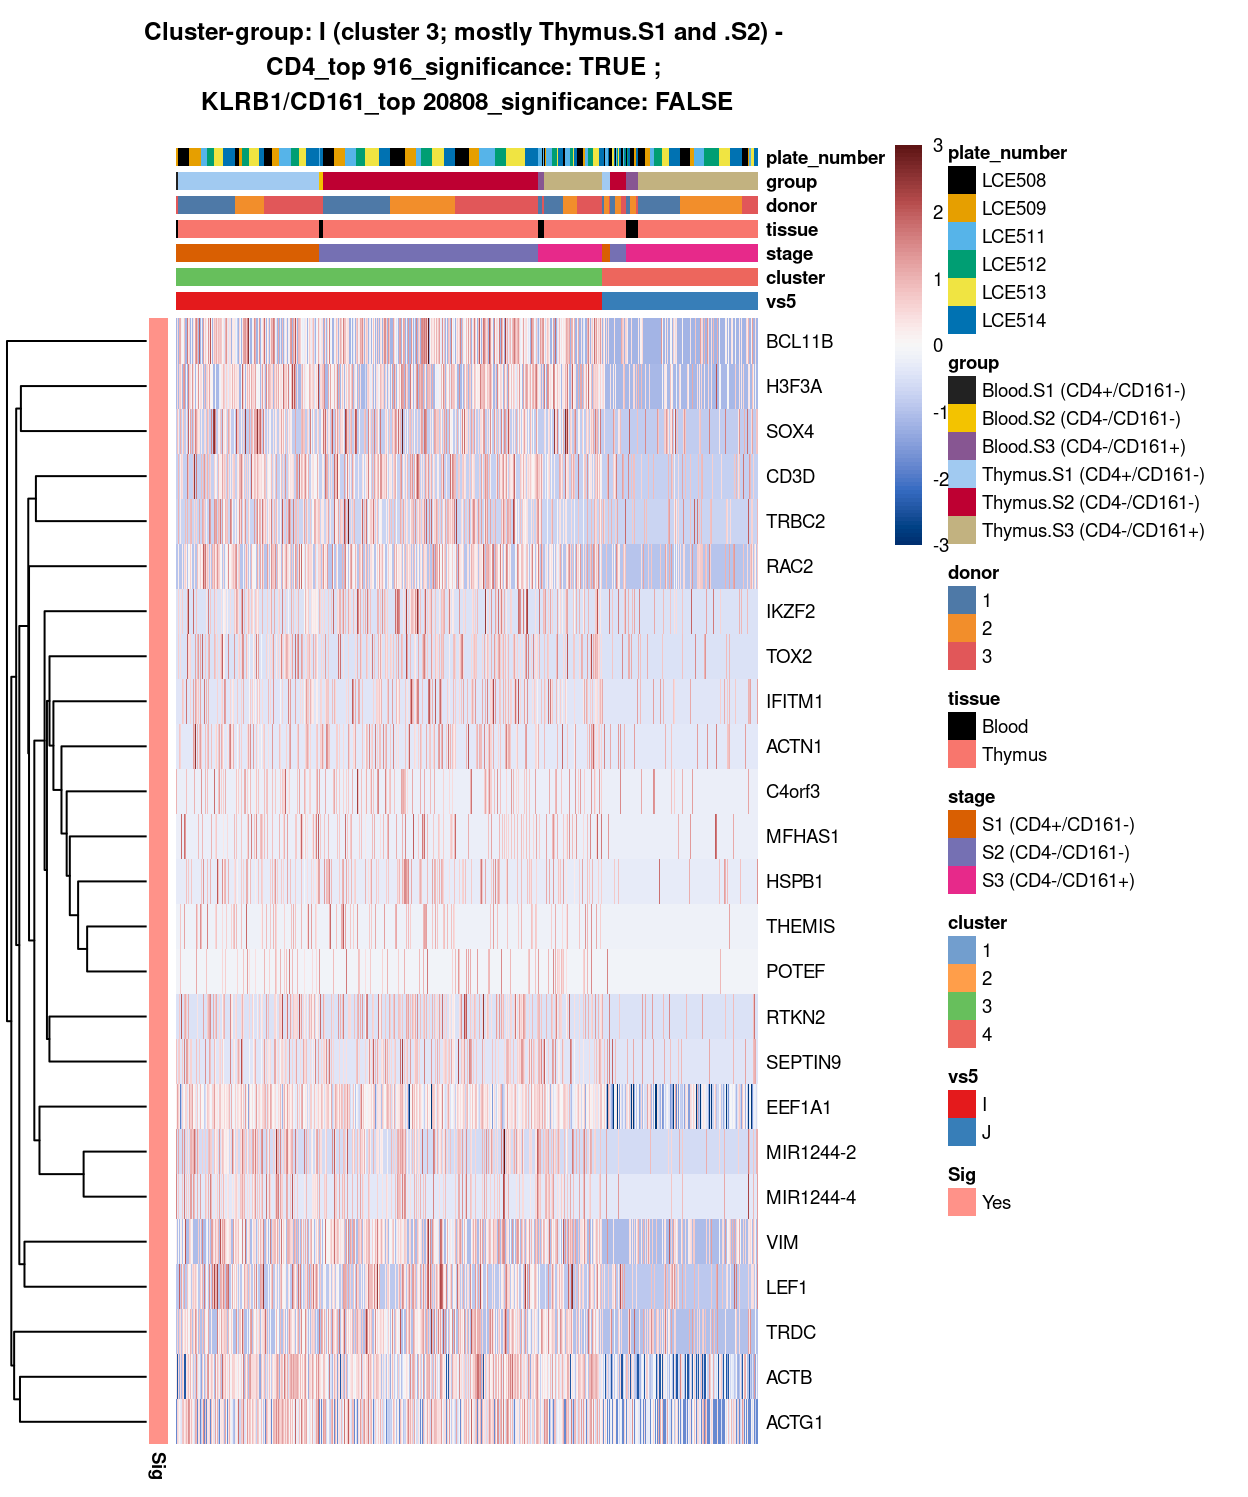 Cluster-group: I (cluster 3; mostly Thymus.S1 and .S2) -
CD4_top 916_significance: TRUE ;
KLRB1/CD161_top 20808_significance: FALSE
plate_number
group
donor
tissue
stage
cluster
vs5
BCL11B
H3F3A
SOX4
CD3D
TRBC2
RAC2
IKZF2
TOX2
IFITM1
ACTN1
C4orf3
MFHAS1
HSPB1
THEMIS
POTEF
RTKN2
SEPTIN9
EEF1A1
MIR1244-2
MIR1244-4
VIM
LEF1
TRDC
ACTB
ACTG1
Sig
3
2
1
0
-1
-2
-3
plate_number
LCE508
LCE509
LCE511
LCE512
LCE513
LCE514
group
Blood.S1 (CD4+/CD161-)
Blood.S2 (CD4-/CD161-)
Blood.S3 (CD4-/CD161+)
Thymus.S1 (CD4+/CD161-)
Thymus.S2 (CD4-/CD161-)
Thymus.S3 (CD4-/CD161+)
donor
1
2
3
tissue
Blood
Thymus
stage
S1 (CD4+/CD161-)
S2 (CD4-/CD161-)
S3 (CD4-/CD161+)
cluster
1
2
3
4
vs5
I
J
Sig
Yes